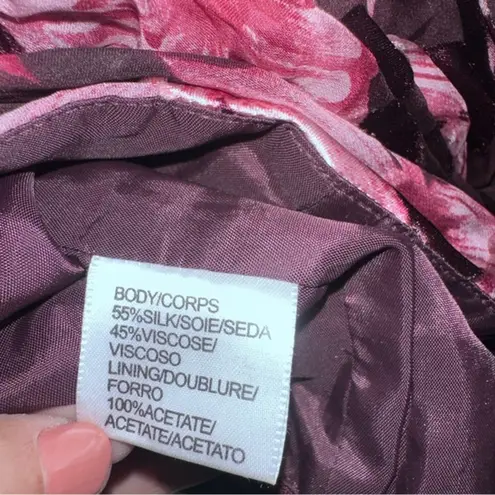 BODY/CORPS
55%SILK/SOIE/SEDA
45%VISCOSE/
VISCOSO
LINING/DOUBLURE/
FORRO
100%ACETATE/
ACETATE/ACETATO